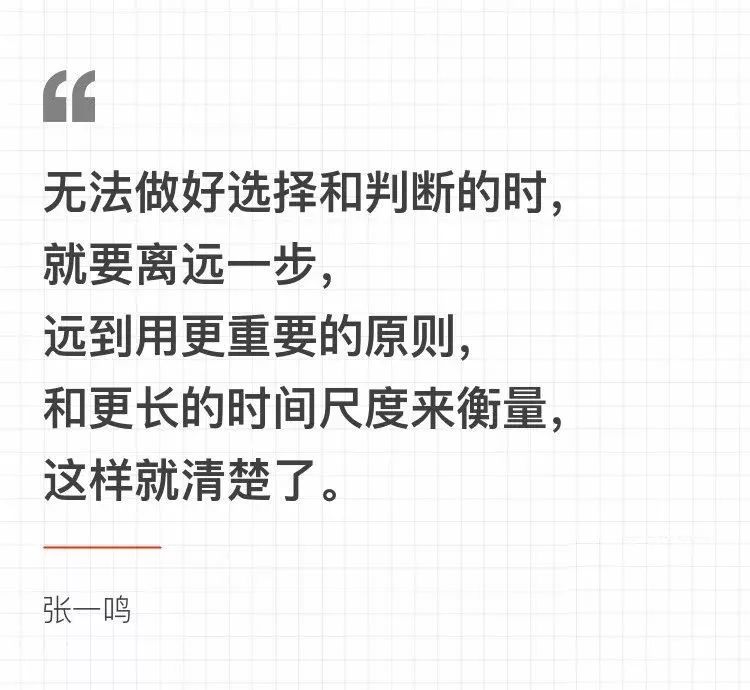 “
无法做好选择和判断的时，
就要离远一步，
远到用更重要的原则，
和更长的时间尺度来衡量，
这样就清楚了。
张一鸣